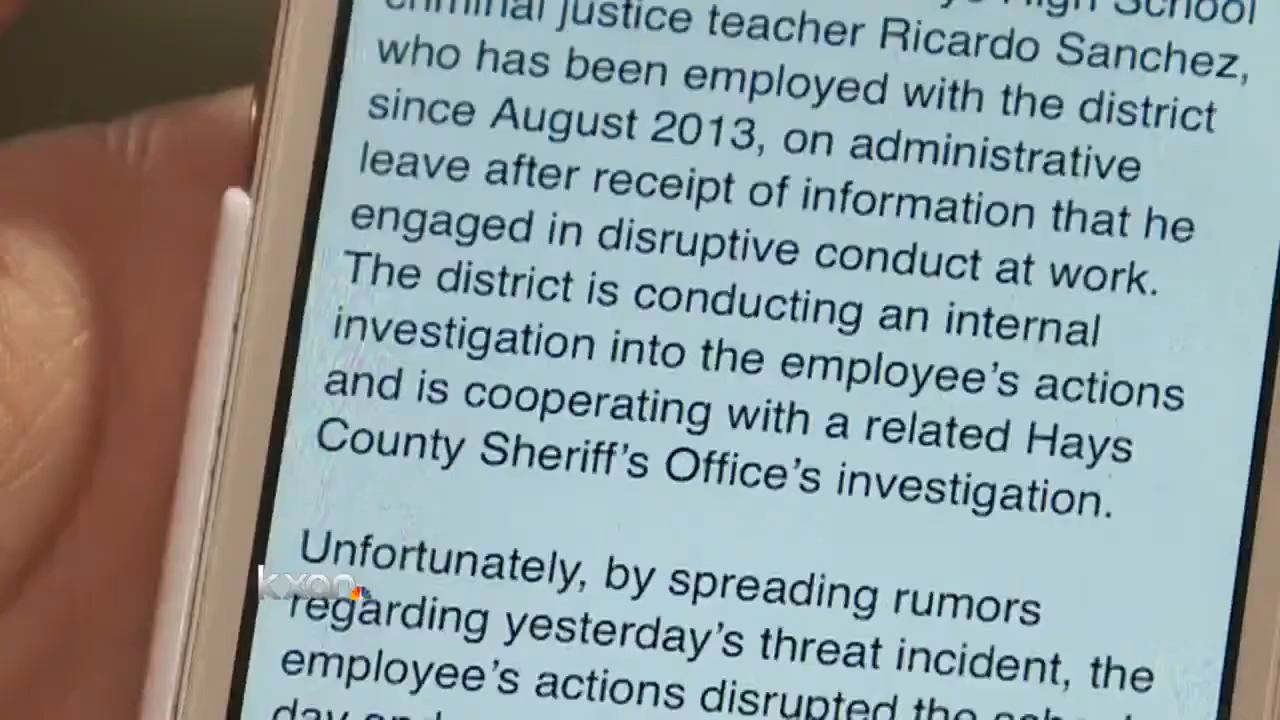 criminal justice teacher Ricardo Sanchez,
who has been employed with the district
since August 2013, on administrative
leave after receipt of information that he
engaged in disruptive conduct at work.
The district is conducting an internal
investigation into the employee's actions
and is cooperating with a related Hays
County Sheriff's Office's investigation.
Unfortunately, by spreading rumors
kxan
regarding yesterday's threat incident, the
employee's actions disrupted the
day and